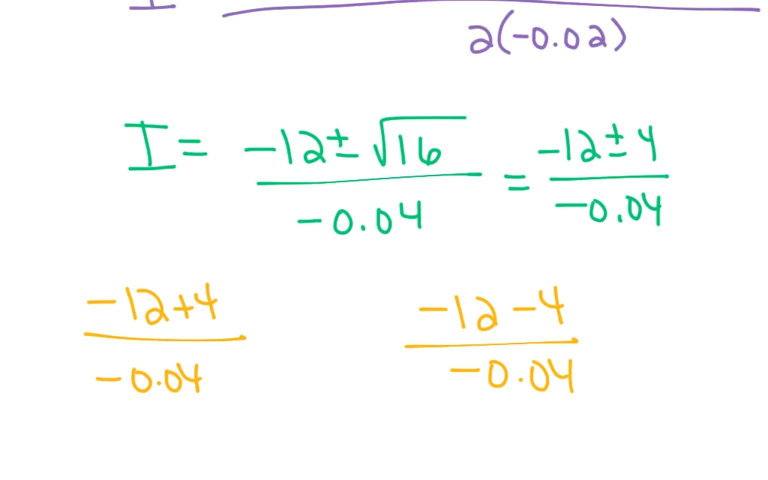 2(-0.02)
I = -12 ± √16 / -0.04 = -12 ± 4 / -0.04
-12+4 / -0.04
-12-4 / -0.04